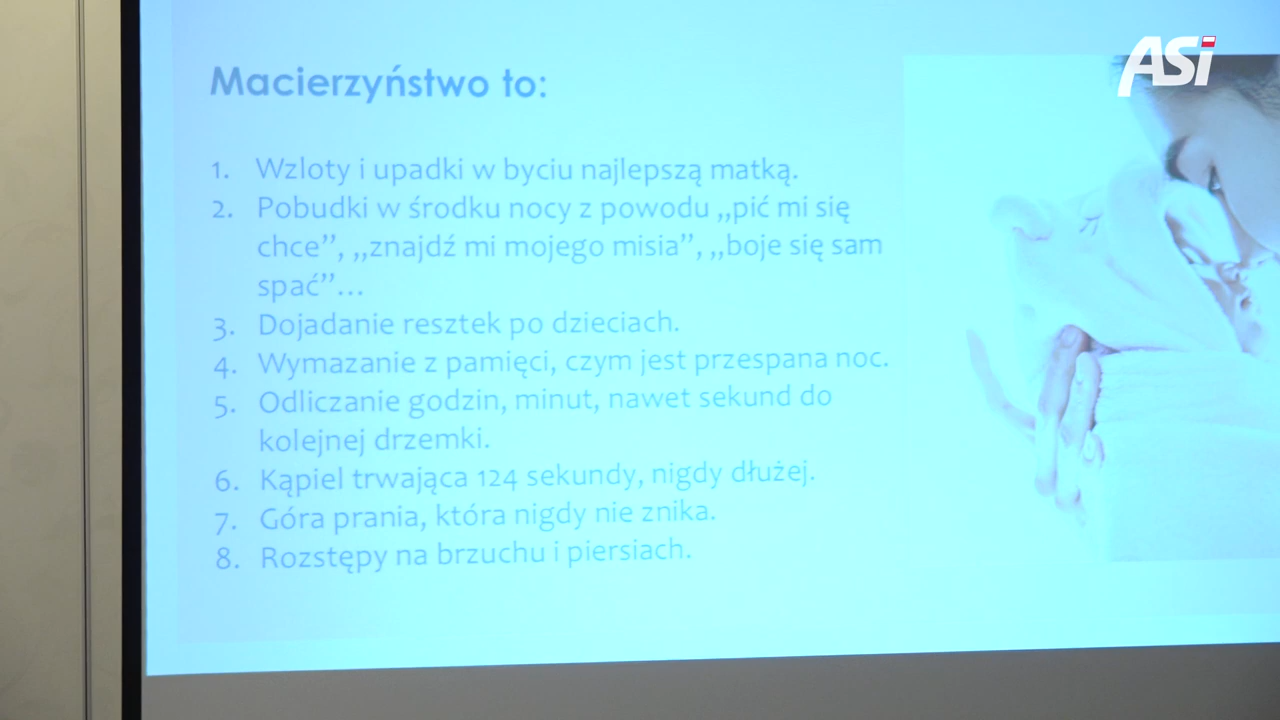 ASi
Macierzyństwo to:
1. Wzloty i upadki w byciu najlepszą matką.
2. Pobudki w środku nocy z powodu ,,pić mi się
chce”, ,,znajdź mi mojego misia”, ,,boje się sam
spać”...
3. Dojadanie resztek po dzieciach.
4. Wymazanie z pamięci, czym jest przespana noc.
5. Odliczanie godzin, minut, nawet sekund do
kolejnej drzemki.
6. Kąpiel trwająca 124 sekundy, nigdy dłużej.
7. Góra prania, która nigdy nie znika.
8. Rozstępy na brzuchu i piersiach.